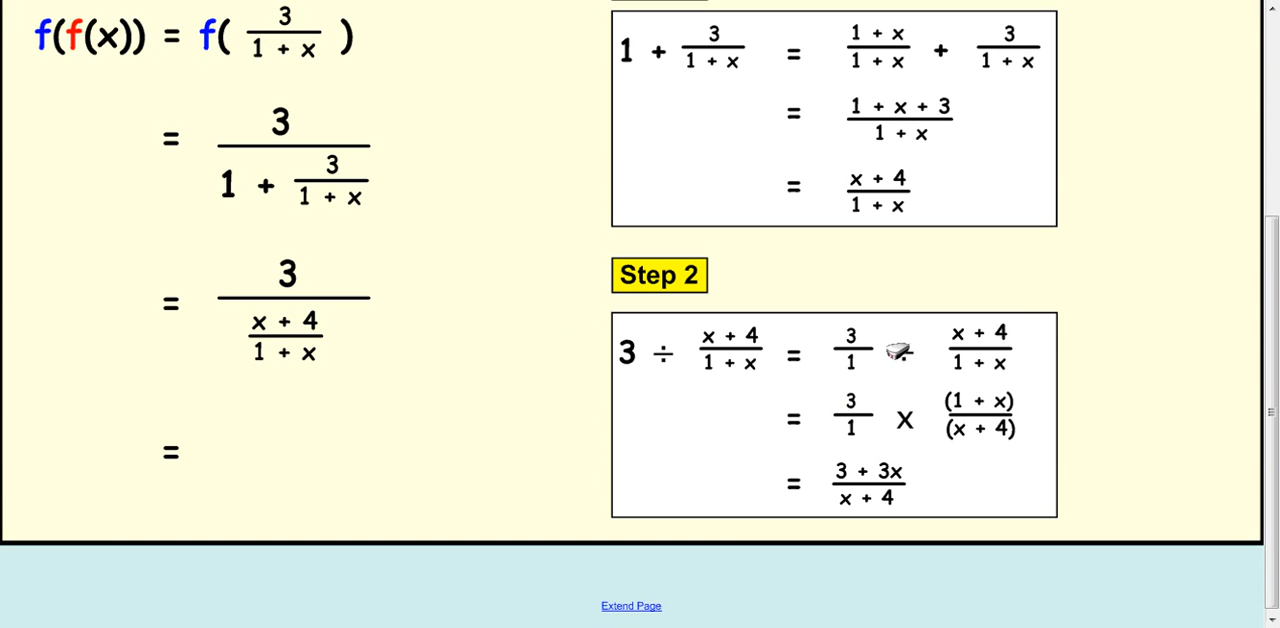 f(f(x)) = f( 3/(1 + x) )
= 3/(1 + 3/(1 + x))
= 3/((x + 4)/(1 + x))
=
1 + 3/(1 + x) = (1 + x)/(1 + x) + 3/(1 + x)
= (1 + x + 3)/(1 + x)
= (x + 4)/(1 + x)
Step 2
3 ÷ (x + 4)/(1 + x) = 3/1 ÷ (x + 4)/(1 + x)
= 3/1 x (1 + x)/(x + 4)
= (3 + 3x)/(x + 4)
Extend Page